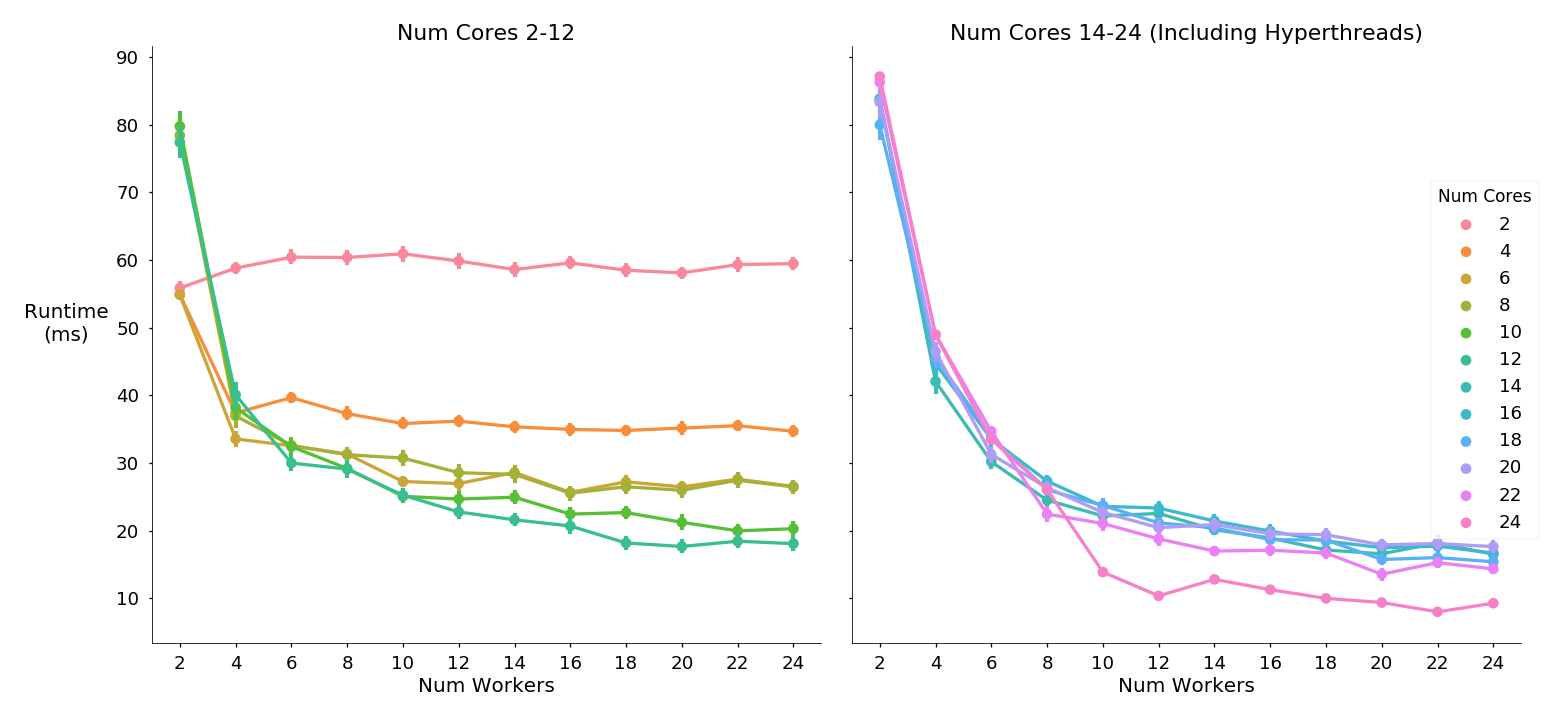 Num Cores 2-12
Num Cores 14-24 (Including Hyperthreads)
90
80
70
60
50
40
30
20
10
Runtime
(ms)
2 4 6 8 10 12 14 16 18 20 22 24
Num Workers
2 4 6 8 10 12 14 16 18 20 22 24
Num Workers
Num Cores
2
4
6
8
10
12
14
16
18
20
22
24